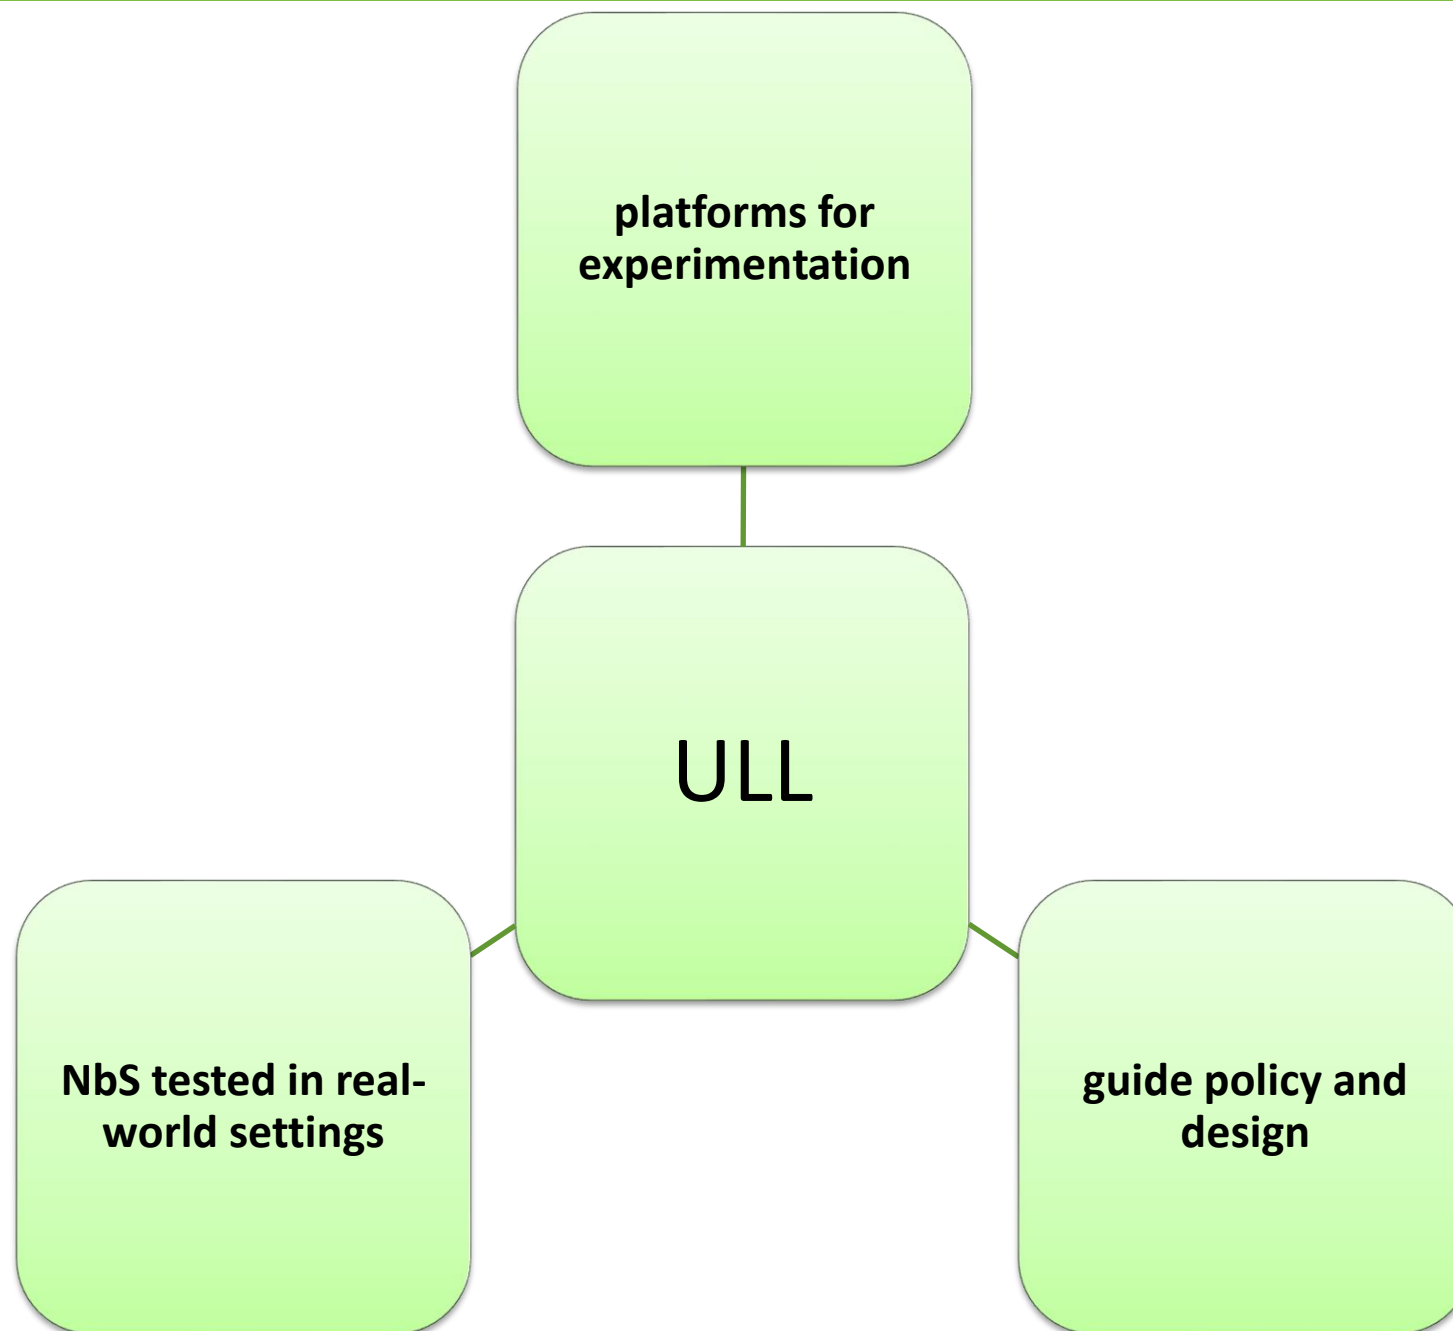 platforms for
experimentation
ULL
NbS tested in real-
world settings
guide policy and
design